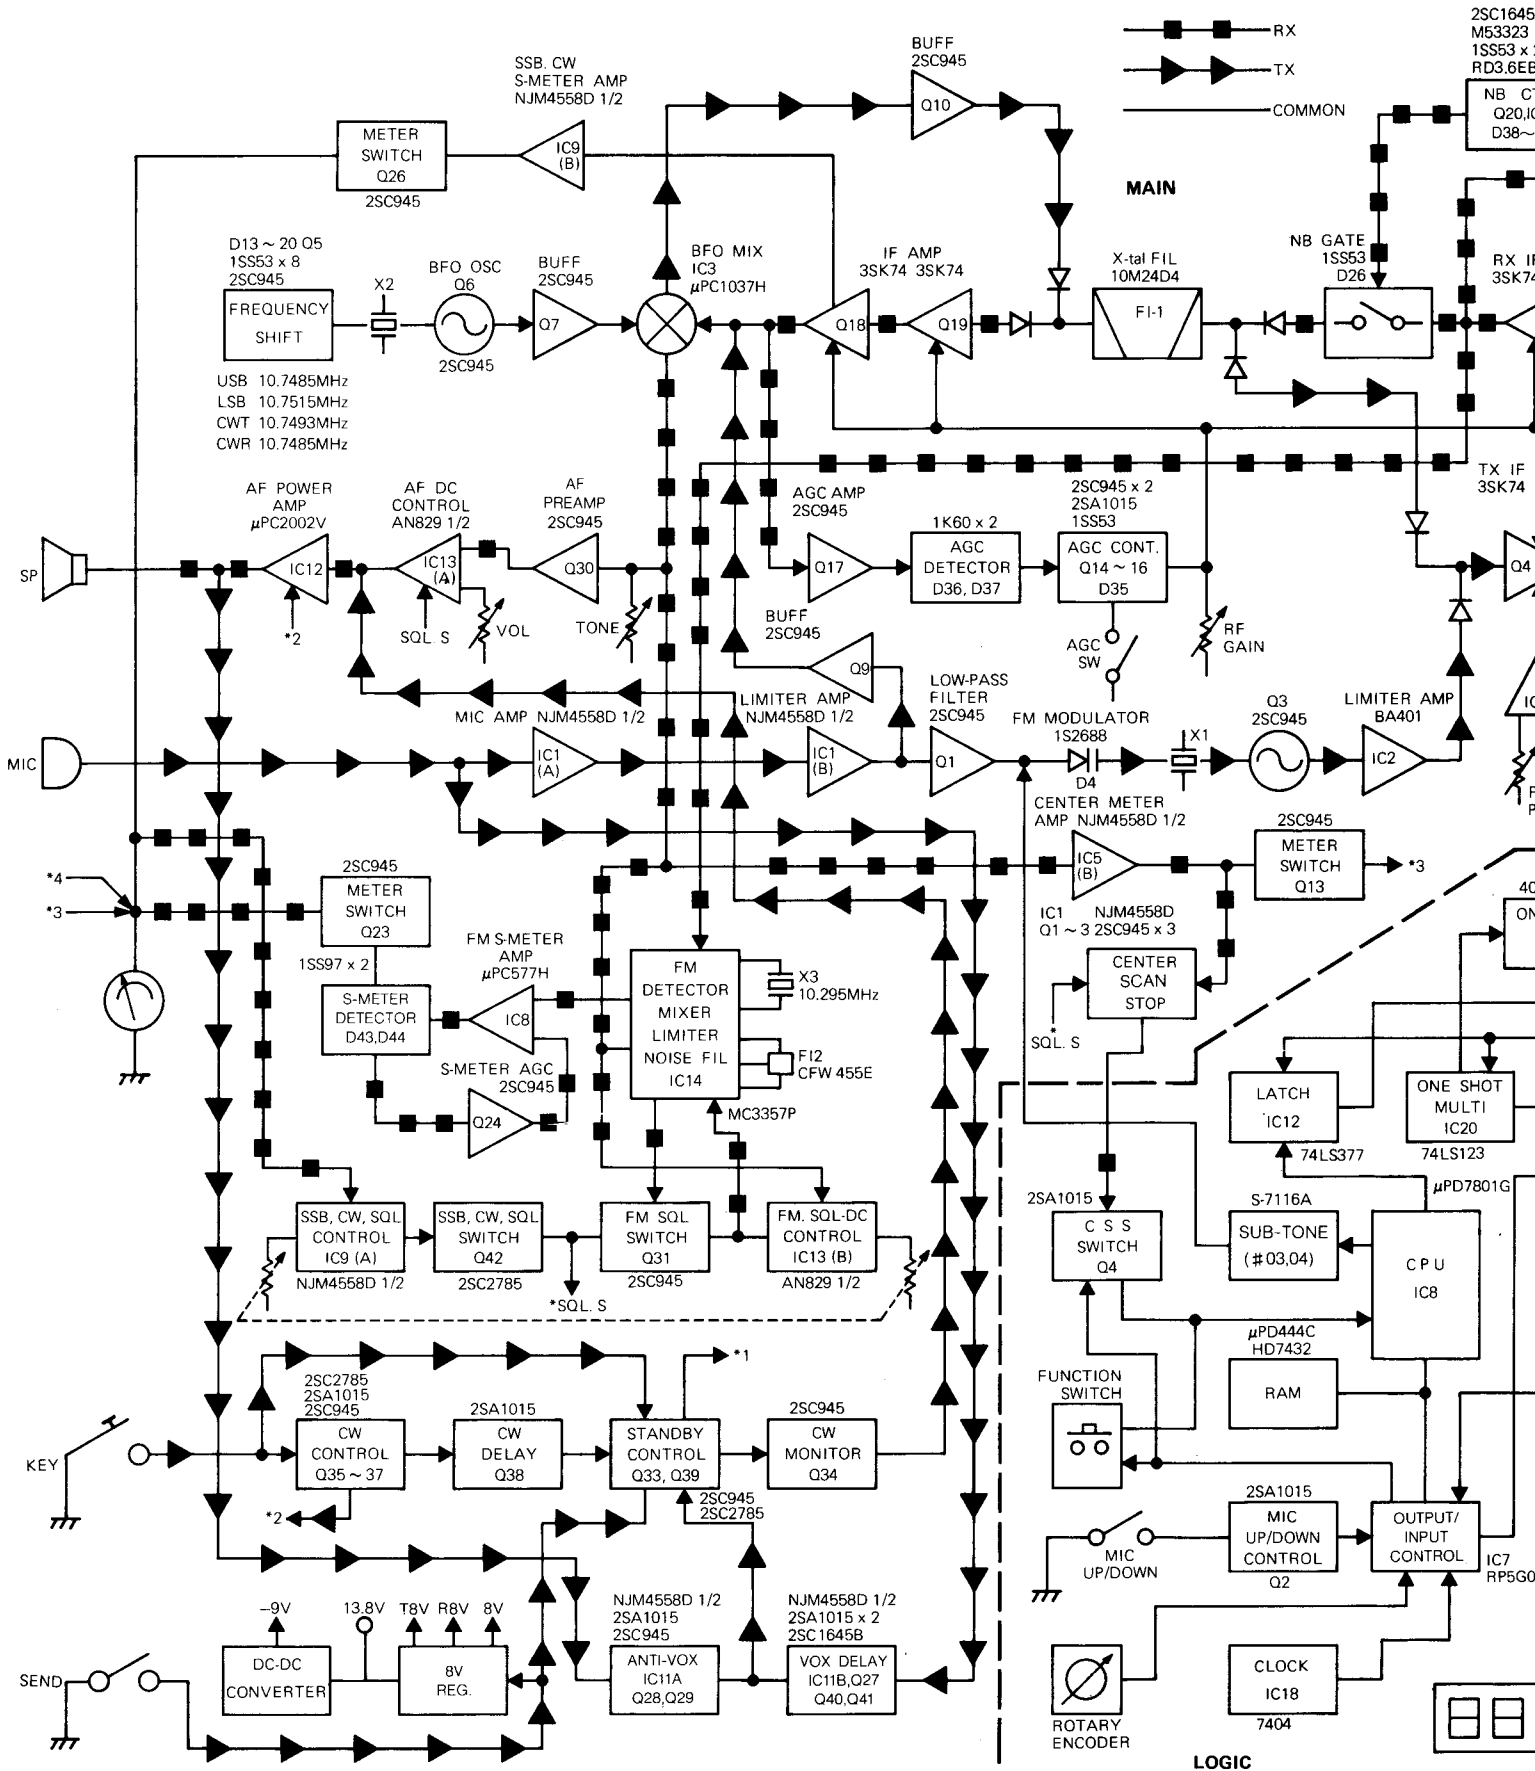 RX
TX
COMMON
2SC1645
M53323
1SS53 x
RD3.6EB
NB
Q20,
D38~
BUFF
2SC945
Q10
SSB. CW
S-METER AMP
NJM4558D 1/2
IC9
(B)
METER
SWITCH
Q26
2SC945
MAIN
D13 ~ 20 Q5
1SS53 x 8
2SC945
FREQUENCY
SHIFT
X2
BFO OSC
Q6
2SC945
BUFF
2SC945
Q7
BFO MIX
IC3
μPC1037H
IF AMP
3SK74 3SK74
Q18
Q19
X-tal FIL
10M24D4
FI-1
NB GATE
1SS53
D26
RX IF
3SK74
USB 10.7485MHz
LSB 10.7515MHz
CWT 10.7493MHz
CWR 10.7485MHz
AF POWER
AMP
μPC2002V
IC12
AF DC
CONTROL
AN829 1/2
IC13
(A)
AF
PREAMP
2SC945
Q30
AGC AMP
2SC945
Q17
1K60 x 2
AGC
DETECTOR
D36, D37
2SC945 x 2
2SA1015
1SS53
AGC CONT.
Q14 ~ 16
D35
TX IF
3SK74
Q4
SP
*2
SQL. S
VOL
TONE
BUFF
2SC945
Q9
AGC
SW
RF
GAIN
MIC
MIC AMP NJM4558D 1/2
IC1
(A)
LIMITER AMP
NJM4558D 1/2
IC1
(B)
LOW-PASS
FILTER
2SC945
Q1
FM MODULATOR
1S2688
D4
X1
Q3
2SC945
LIMITER AMP
BA401
IC2
CENTER METER
AMP NJM4558D 1/2
IC5
(B)
2SC945
METER
SWITCH
Q13
*3
*4
*3
2SC945
METER
SWITCH
Q23
1SS97 x 2
S-METER
DETECTOR
D43,D44
FM S-METER
AMP
μPC577H
IC8
S-METER AGC
2SC945
Q24
FM
DETECTOR
MIXER
LIMITER
NOISE FIL
IC14
MC3357P
X3
10.295MHz
FI2
CFW 455E
IC1 NJM4558D
Q1 ~ 3 2SC945 x 3
CENTER
SCAN
STOP
*
SQL. S
LATCH
IC12
74LS377
ONE SHOT
MULTI
IC20
74LS123
SSB, CW, SQL
CONTROL
IC9 (A)
NJM4558D 1/2
SSB, CW, SQL
SWITCH
Q42
2SC2785
FM SQL
SWITCH
Q31
2SC945
FM. SQL-DC
CONTROL
IC13 (B)
AN829 1/2
*SQL. S
2SA1015
C S S
SWITCH
Q4
S-7116A
SUB-TONE
(#03,04)
μPD7801G
CPU
IC8
μPD444C
HD7432
RAM
*1
FUNCTION
SWITCH
KEY
2SC2785
2SA1015
2SC945
CW
CONTROL
Q35 ~ 37
*2
2SA1015
CW
DELAY
Q38
STANDBY
CONTROL
Q33, Q39
2SC945
2SC2785
2SC945
CW
MONITOR
Q34
MIC
UP/DOWN
2SA1015
MIC
UP/DOWN
CONTROL
Q2
OUTPUT/
INPUT
CONTROL
IC7
RP5G0
SEND
−9V
DC-DC
CONVERTER
13.8V
T8V
R8V
8V
8V
REG.
NJM4558D 1/2
2SA1015
2SC945
ANTI-VOX
IC11A
Q28,Q29
NJM4558D 1/2
2SA1015 x 2
2SC1645B
VOX DELAY
IC11B,Q27
Q40,Q41
ROTARY
ENCODER
CLOCK
IC18
7404
LOGIC